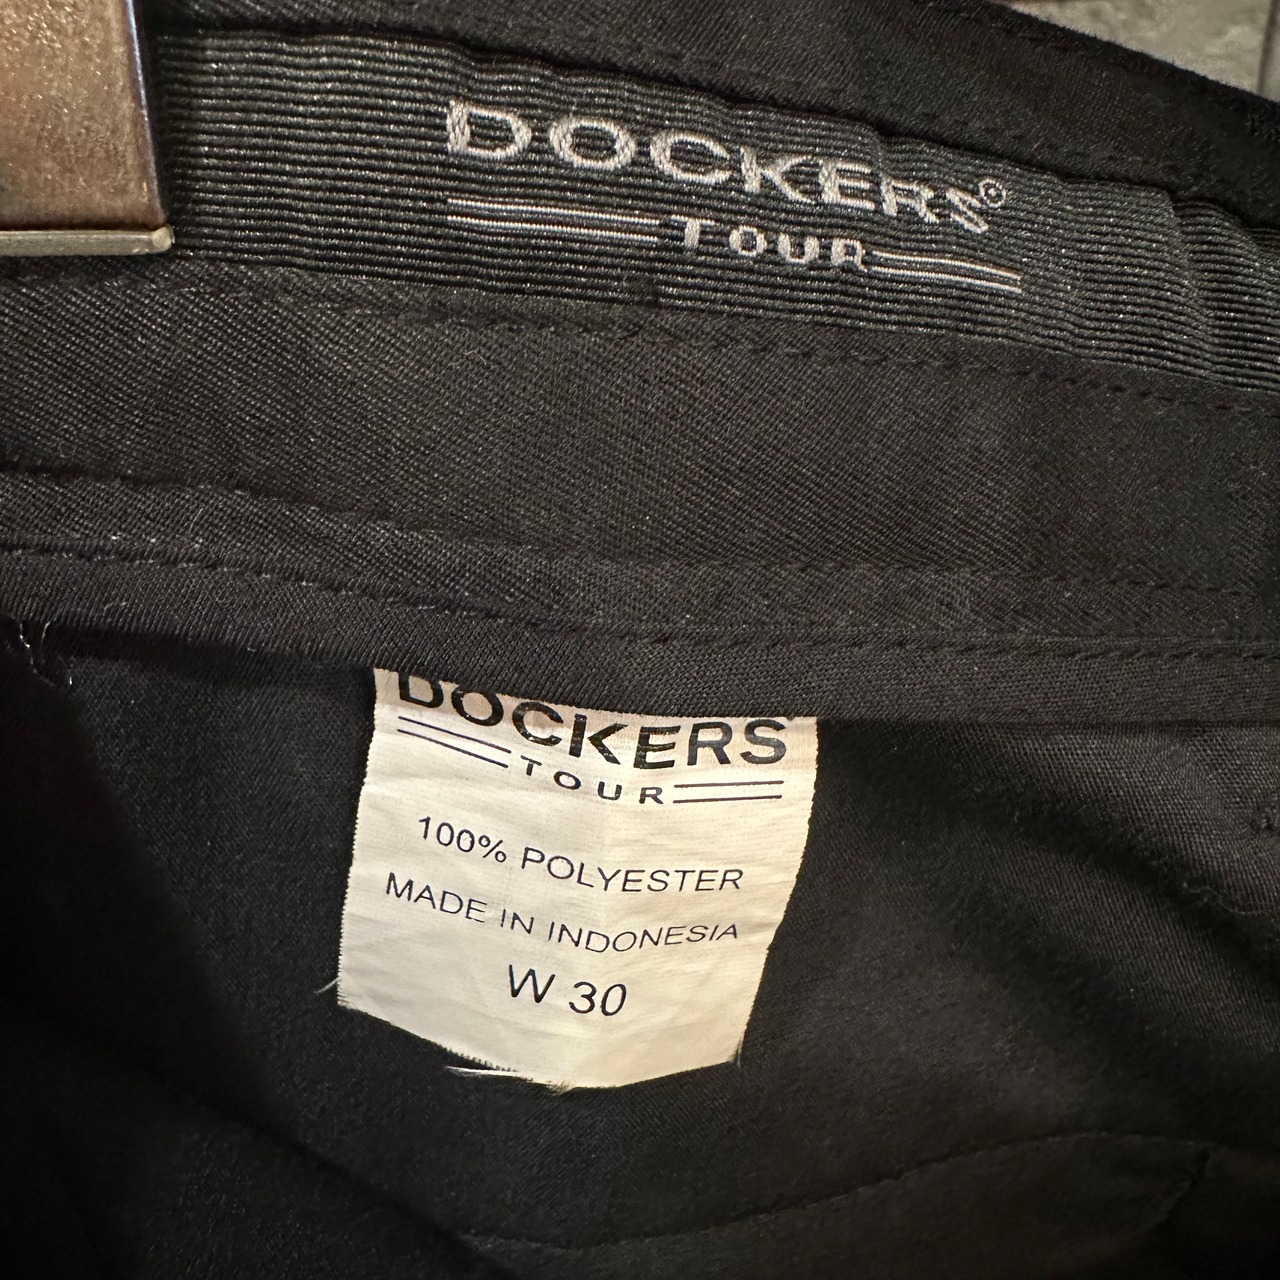 DOCKERS®
TOUR
DOCKERS
TOUR
100% POLYESTER
MADE IN INDONESIA
W 30